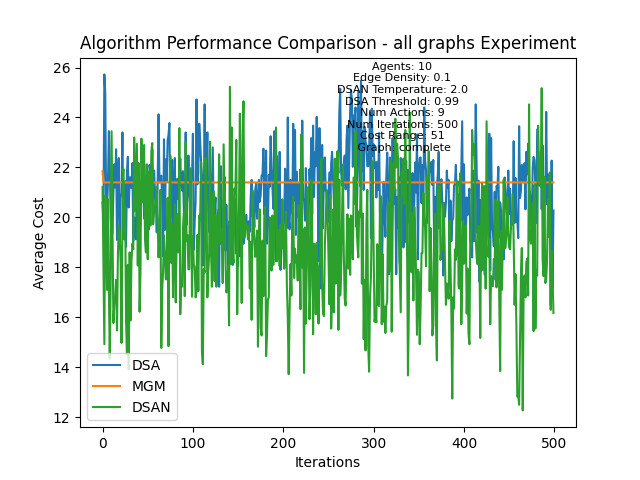 Algorithm Performance Comparison - all graphs Experiment
Agents: 10
Edge Density: 0.1
DSAN Temperature: 2.0
DSA Threshold: 0.99
Num Actions: 9
Num Iterations: 500
Cost Range: 51
Graph: complete
26
24
22
20
18
16
14
12
Average Cost
DSA
MGM
DSAN
0
100
200
300
400
500
Iterations